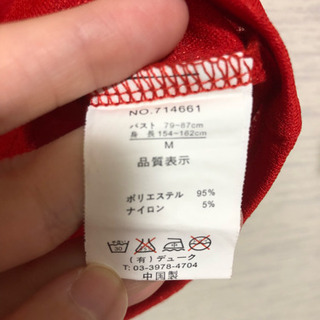 NO.714661
バスト 79~87cm
身 長 154~162cm
M
品質表示
ポリエステル 95%
ナイロン 5%
(有)デューク
T: 03-3978-4704
中国製